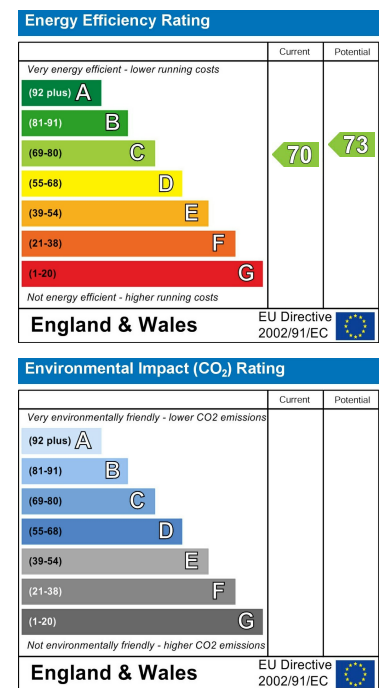 Energy Efficiency Rating
Current Potential
Very energy efficient - lower running costs
(92 plus) A
(81-91) B
(69-80) C
70 73
(55-68) D
(39-54) E
(21-38) F
(1-20) G
Not energy efficient - higher running costs
England & Wales
EU Directive
2002/91/EC
Environmental Impact (CO₂) Rating
Current Potential
Very environmentally friendly - lower CO2 emissions
(92 plus) A
(81-91) B
(69-80) C
(55-68) D
(39-54) E
(21-38) F
(1-20) G
Not environmentally friendly - higher CO2 emissions
England & Wales
EU Directive
2002/91/EC